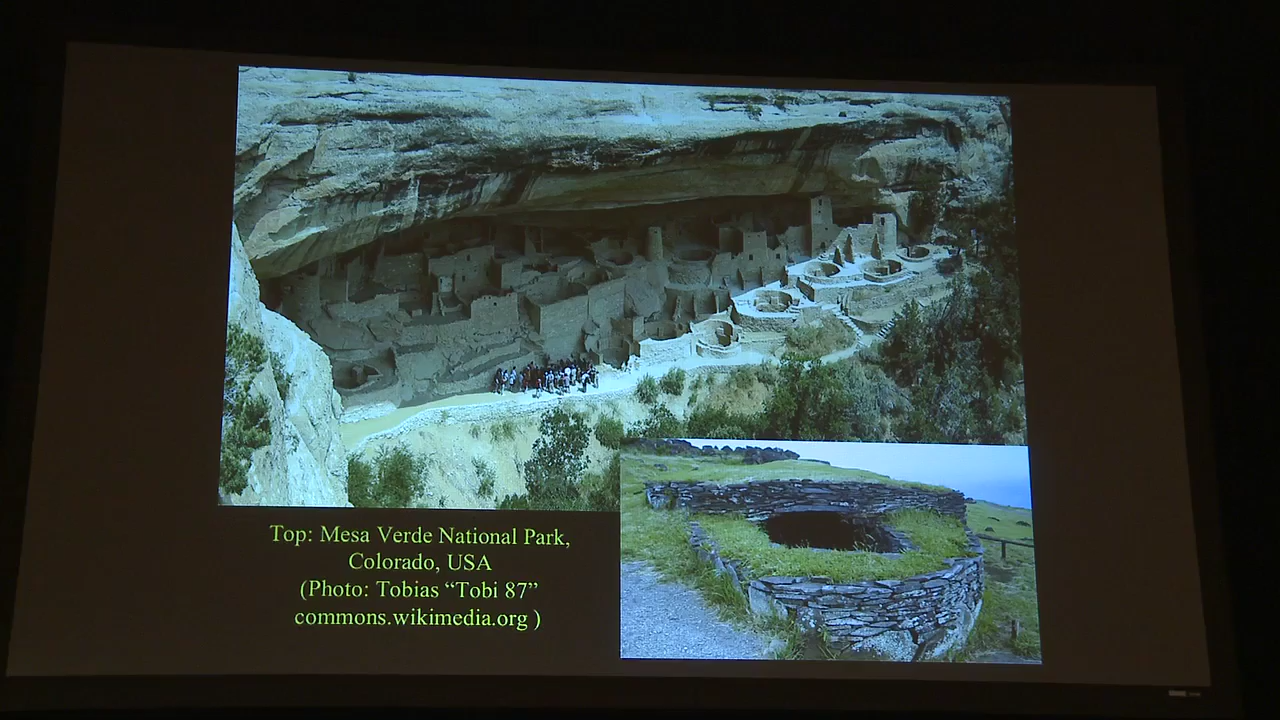 Top: Mesa Verde National Park,
Colorado, USA
(Photo: Tobias “Tobi 87”
commons.wikimedia.org )